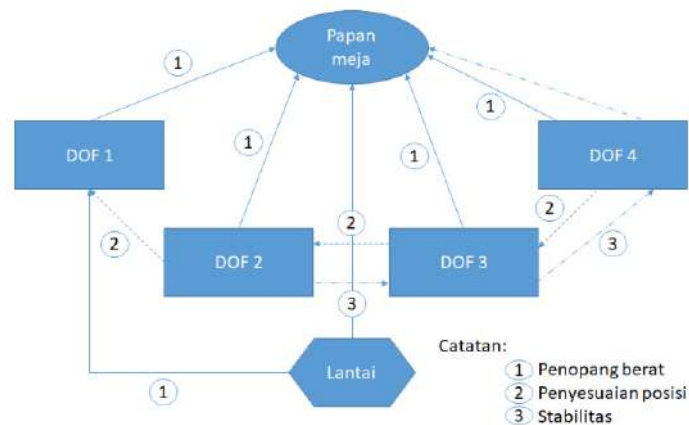 Papan
meja
1
1
1
1
DOF 1
DOF 4
2
2
2
3
DOF 2
DOF 3
3
Lantai
1
Catatan:
1 Penopang berat
2 Penyesuaian posisi
3 Stabilitas